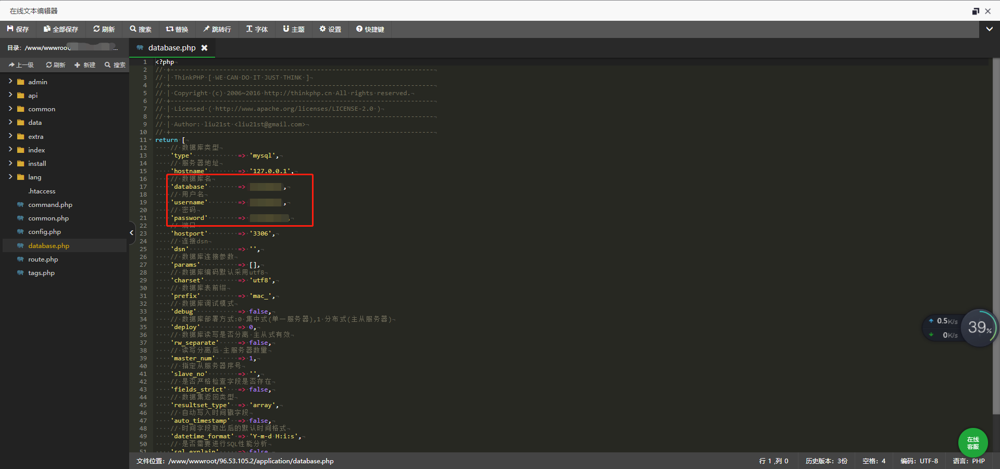 在线文本编辑器
保存 全部保存 刷新 搜索 替换 跳转行 字体 主题 设置 快捷键
目录: /www/wwwroot ...
上一级 刷新 新建 搜索
admin
api
common
data
extra
index
install
lang
.htaccess
command.php
common.php
config.php
database.php
route.php
tags.php
database.php
1 <?php
2 // +----------------------------------------------------------------------
3 // | ThinkPHP [ WE CAN DO IT JUST THINK ]
4 // +----------------------------------------------------------------------
5 // | Copyright (c) 2006~2016 http://thinkphp.cn All rights reserved.
6 // +----------------------------------------------------------------------
7 // | Licensed ( http://www.apache.org/licenses/LICENSE-2.0 )
8 // +----------------------------------------------------------------------
9 // | Author: liu21st <liu21st@gmail.com>
10 // +----------------------------------------------------------------------
11 return [
12 // 数据库类型
13 'type' => 'mysql',
14 // 服务器地址
15 'hostname' => '127.0.0.1',
16 // 数据库名
17 'database' => ,
18 // 用户名
19 'username' => ,
20 // 密码
21 'password' => ,
22 // 端口
23 'hostport' => '3306',
24 // 连接dsn
25 'dsn' => '',
26 // 数据库连接参数
27 'params' => [],
28 // 数据库编码默认采用utf8
29 'charset' => 'utf8',
30 // 数据库表前缀
31 'prefix' => 'mac_',
32 // 数据库调试模式
33 'debug' => false,
34 // 数据库部署方式:0 集中式(单一服务器),1 分布式(主从服务器)
35 'deploy' => 0,
36 // 数据库读写是否分离 主从式有效
37 'rw_separate' => false,
38 // 读写分离后 主服务器数量
39 'master_num' => 1,
40 // 指定从服务器序号
41 'slave_no' => '',
42 // 是否严格检查字段是否存在
43 'fields_strict' => false,
44 // 数据集返回类型
45 'resultset_type' => 'array',
46 // 自动写入时间戳字段
47 'auto_timestamp' => false,
48 // 时间字段取出后的默认时间格式
49 'datetime_format' => 'Y-m-d H:i:s',
50 // 是否需要进行SQL性能分析
51 'sql_explain' => false
0.5K/s
0K/s
39%
在线
客服
文件位置: /www/wwwroot/96.53.105.2/application/database.php 行 1 ,列 0 历史版本: 3份 空格: 4 编码: UTF-8 语言: PHP